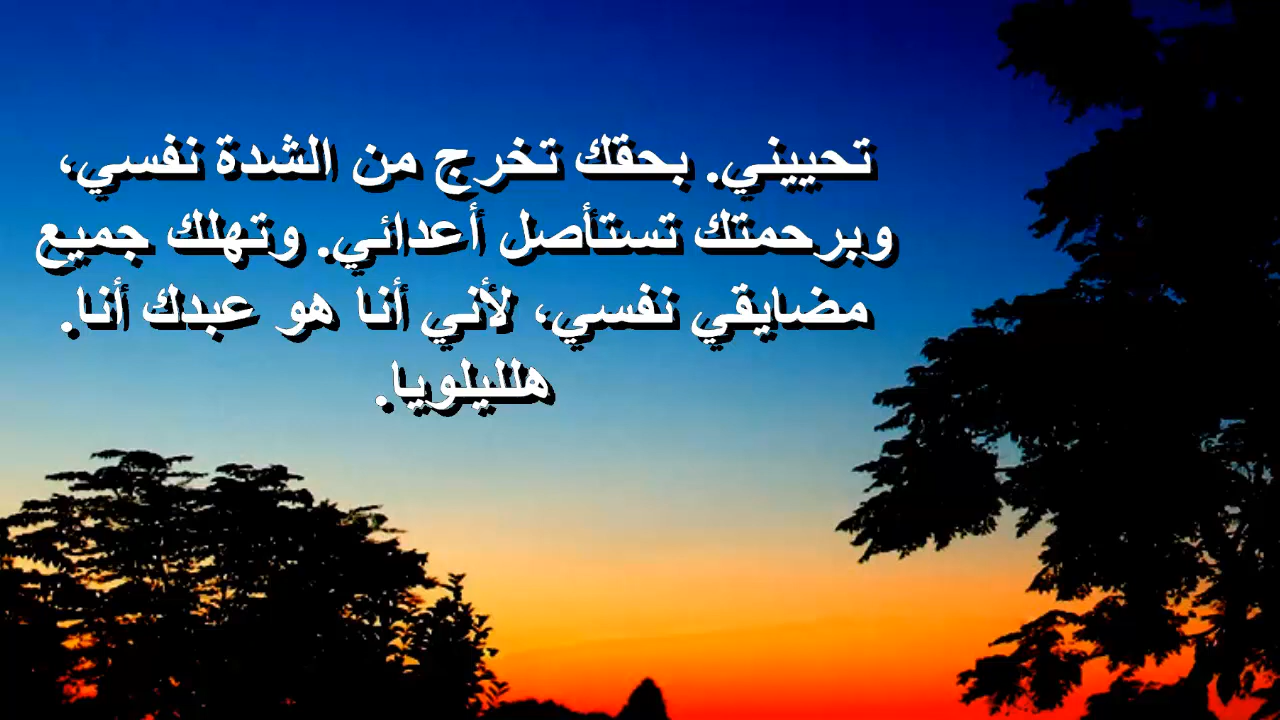 تحييني. بحقك تخرج من الشدة نفسي،
وبرحمتك تستأصل أعدائي. وتهلك جميع
مضايقي نفسي، لأني أنا هو عبدك أنا.
هلليلويا.